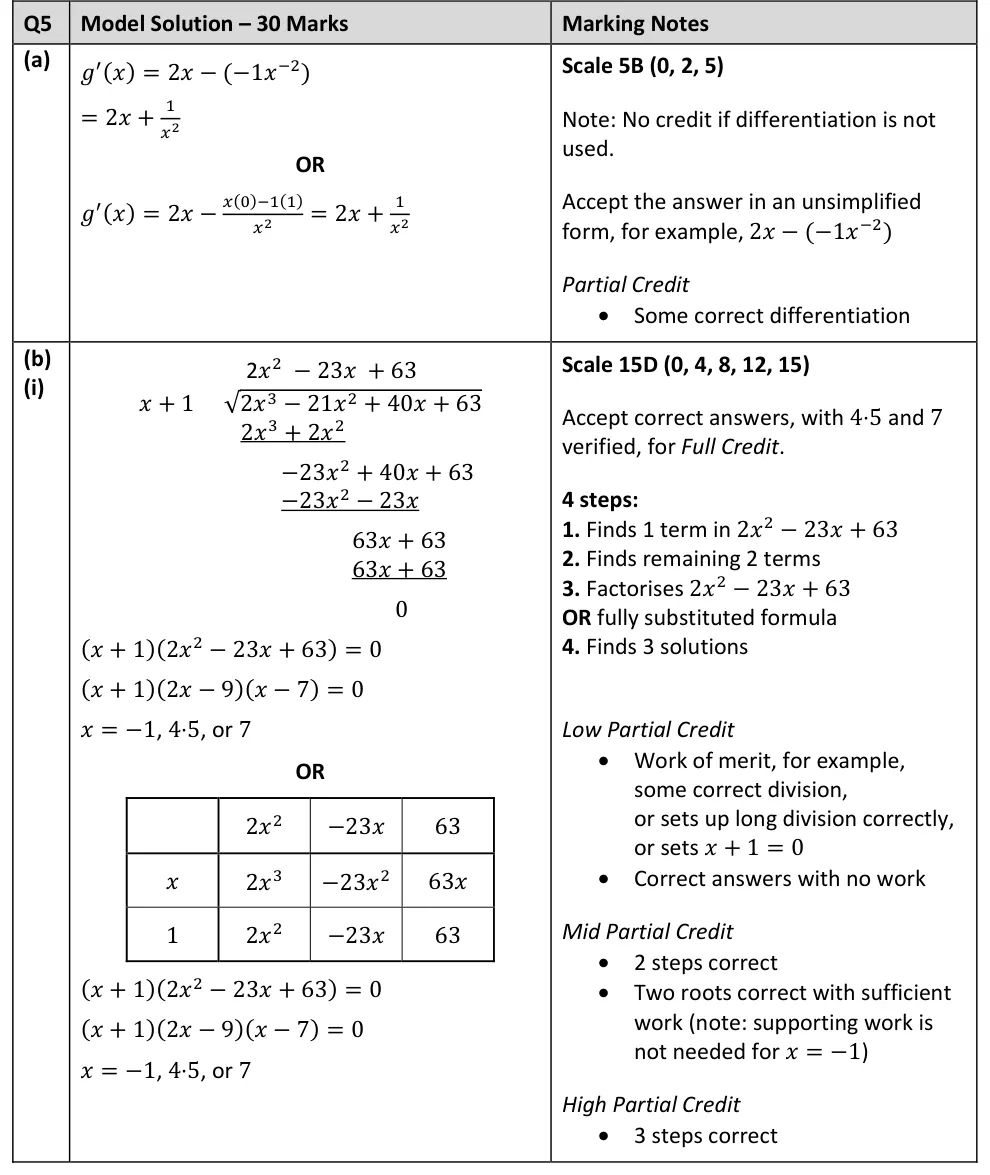 Q5 Model Solution – 30 Marks Marking Notes
(a)
g′(x) = 2x − (−1x⁻²)
= 2x + 1/x²
OR
g′(x) = 2x − (x(0)−1(1))/x² = 2x + 1/x²
Scale 5B (0, 2, 5)
Note: No credit if differentiation is not
used.
Accept the answer in an unsimplified
form, for example, 2x − (−1x⁻²)
Partial Credit
• Some correct differentiation
(b)
(i)
2x² − 23x + 63
x + 1 √2x³ − 21x² + 40x + 63
2x³ + 2x²
−23x² + 40x + 63
−23x² − 23x
63x + 63
63x + 63
0
(x + 1)(2x² − 23x + 63) = 0
(x + 1)(2x − 9)(x − 7) = 0
x = −1, 4·5, or 7
OR
2x² −23x 63
x 2x³ −23x² 63x
1 2x² −23x 63
(x + 1)(2x² − 23x + 63) = 0
(x + 1)(2x − 9)(x − 7) = 0
x = −1, 4·5, or 7
Scale 15D (0, 4, 8, 12, 15)
Accept correct answers, with 4·5 and 7
verified, for Full Credit.
4 steps:
1. Finds 1 term in 2x² − 23x + 63
2. Finds remaining 2 terms
3. Factorises 2x² − 23x + 63
OR fully substituted formula
4. Finds 3 solutions
Low Partial Credit
• Work of merit, for example,
some correct division,
or sets up long division correctly,
or sets x + 1 = 0
• Correct answers with no work
Mid Partial Credit
• 2 steps correct
• Two roots correct with sufficient
work (note: supporting work is
not needed for x = −1)
High Partial Credit
• 3 steps correct